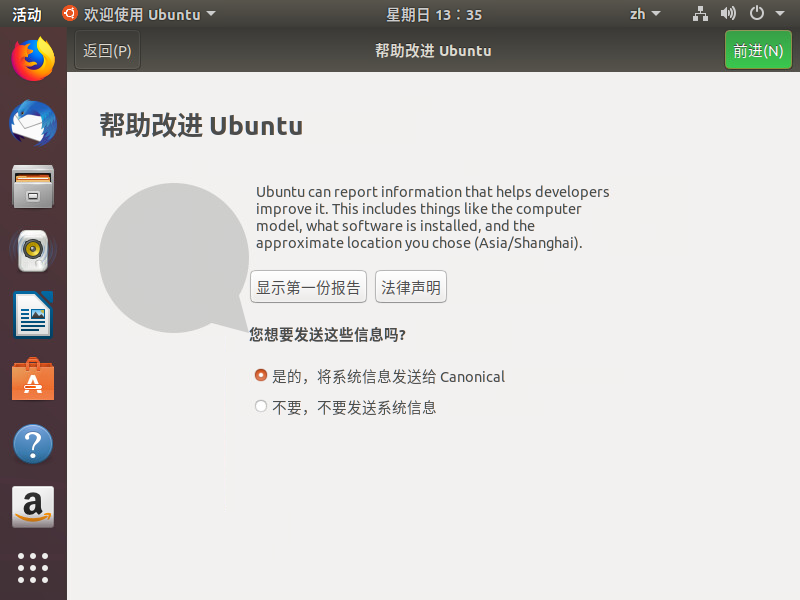 活动 欢迎使用 Ubuntu 星期日 13：35 zh
返回(P) 帮助改进 Ubuntu 前进(N)
帮助改进 Ubuntu
Ubuntu can report information that helps developers
improve it. This includes things like the computer
model, what software is installed, and the
approximate location you chose (Asia/Shanghai).
显示第一份报告 法律声明
您想要发送这些信息吗?
是的，将系统信息发送给 Canonical
不要，不要发送系统信息